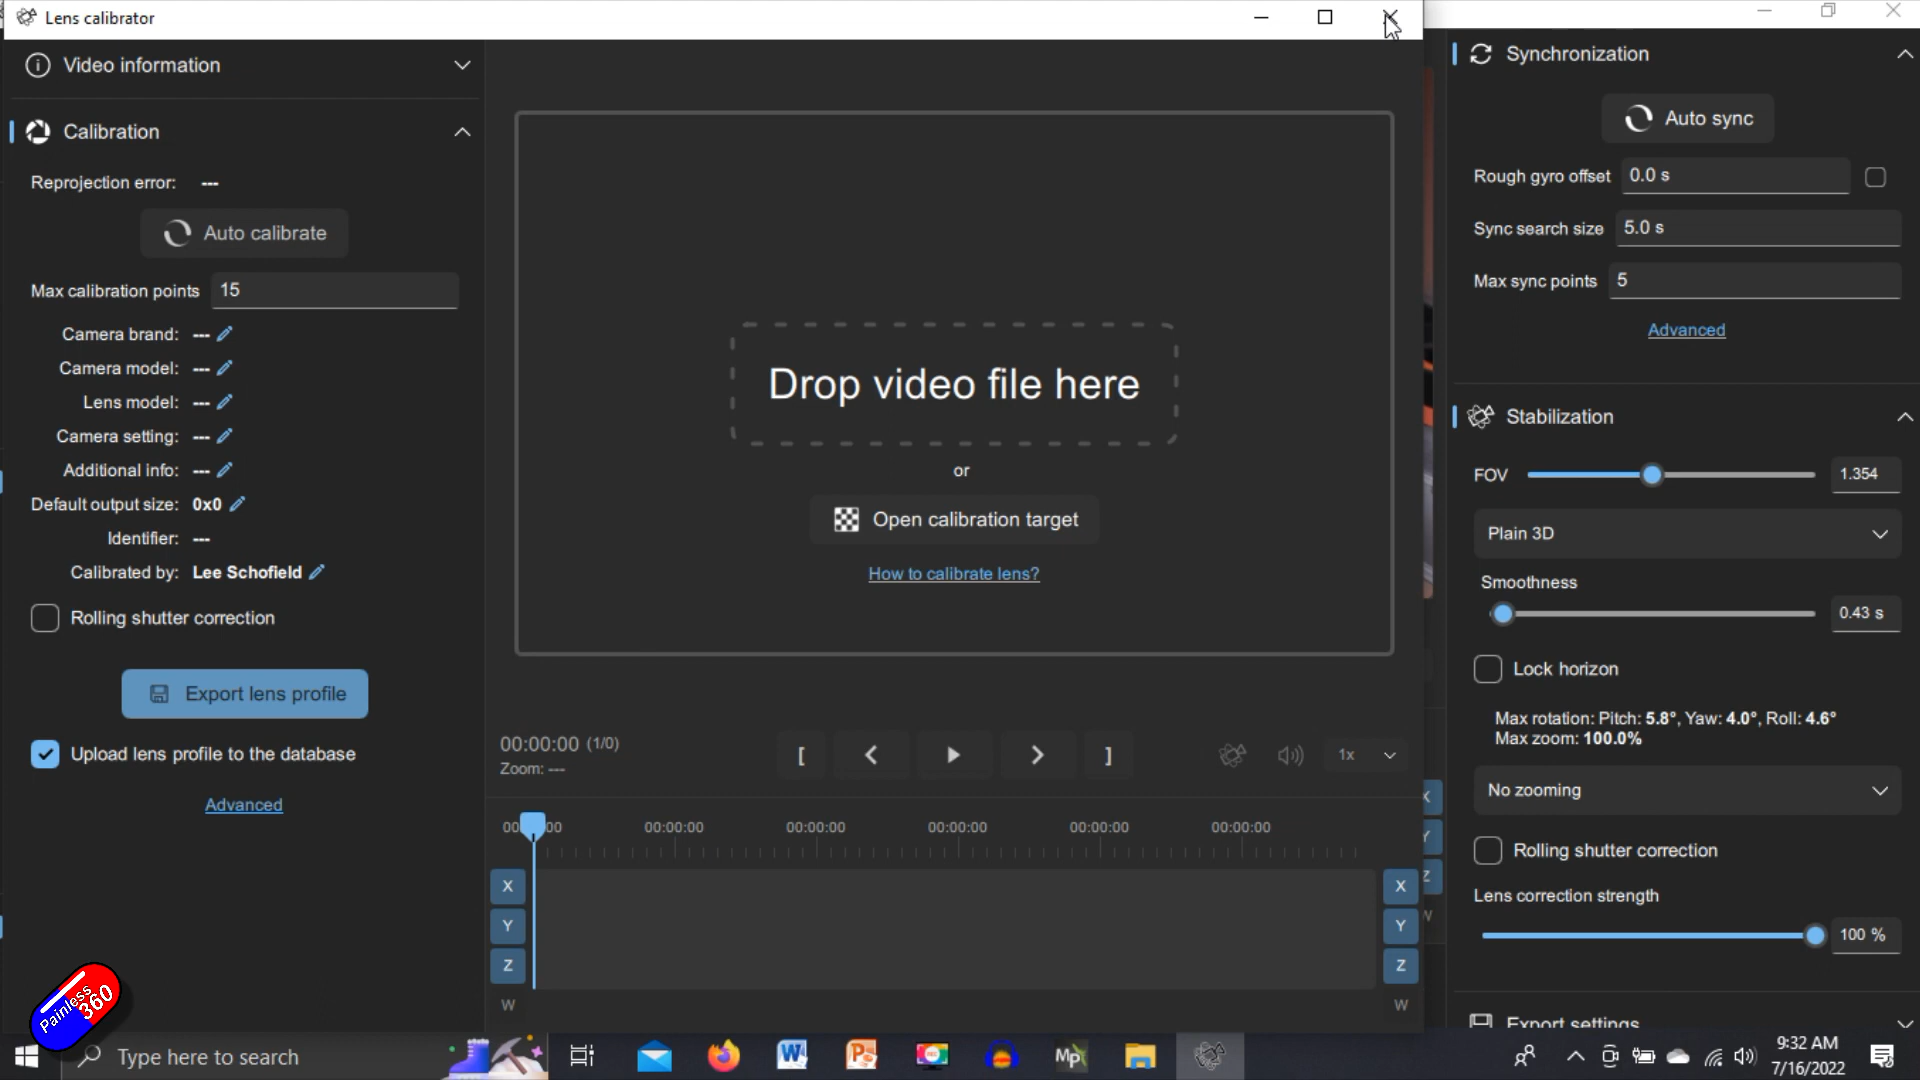 Lens calibrator
Video information
Calibration
Reprojection error: ---
Auto calibrate
Max calibration points 15
Camera brand: ---
Camera model: ---
Lens model: ---
Camera setting: ---
Additional info: ---
Default output size: 0x0
Identifier: ---
Calibrated by: Lee Schofield
Rolling shutter correction
Export lens profile
Upload lens profile to the database
Advanced
Drop video file here
or
Open calibration target
How to calibrate lens?
00:00:00 (1/0)
Zoom: ---
[
]
1x
00:00:00 00:00:00 00:00:00 00:00:00 00:00:00
X
Y
Z
W
X
Y
Z
W
X
Y
Z
W
Synchronization
Auto sync
Rough gyro offset 0.0 s
Sync search size 5.0 s
Max sync points 5
Advanced
Stabilization
FOV 1.354
Plain 3D
Smoothness
0.43 s
Lock horizon
Max rotation: Pitch: 5.8°, Yaw: 4.0°, Roll: 4.6°
Max zoom: 100.0%
No zooming
Rolling shutter correction
Lens correction strength
100 %
Export settings
Painless
360
Type here to search
Mp
9:32 AM
7/16/2022